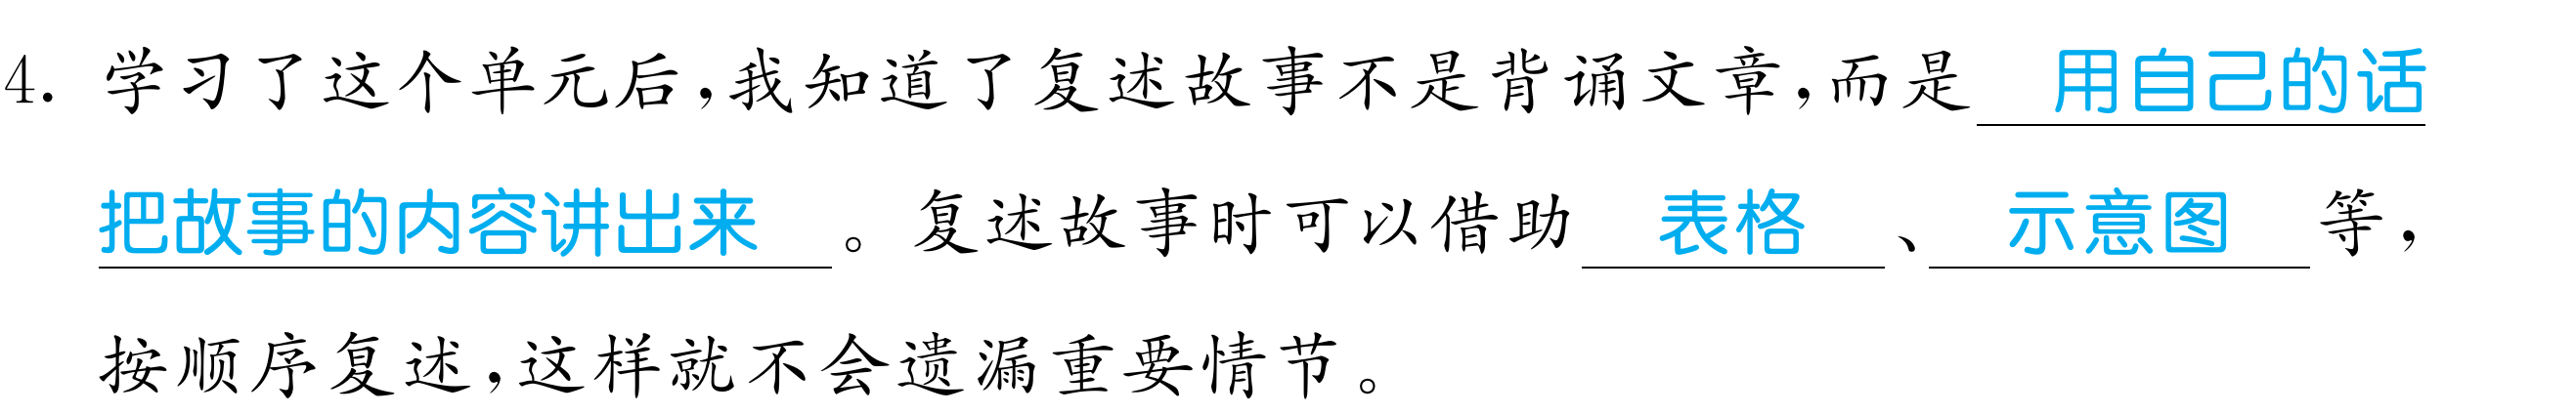 4. 学习了这个单元后,我知道了复述故事不是背诵文章,而是 用自己的话
把故事的内容讲出来 。复述故事时可以借助 表格 、 示意图 等,
按顺序复述,这样就不会遗漏重要情节。